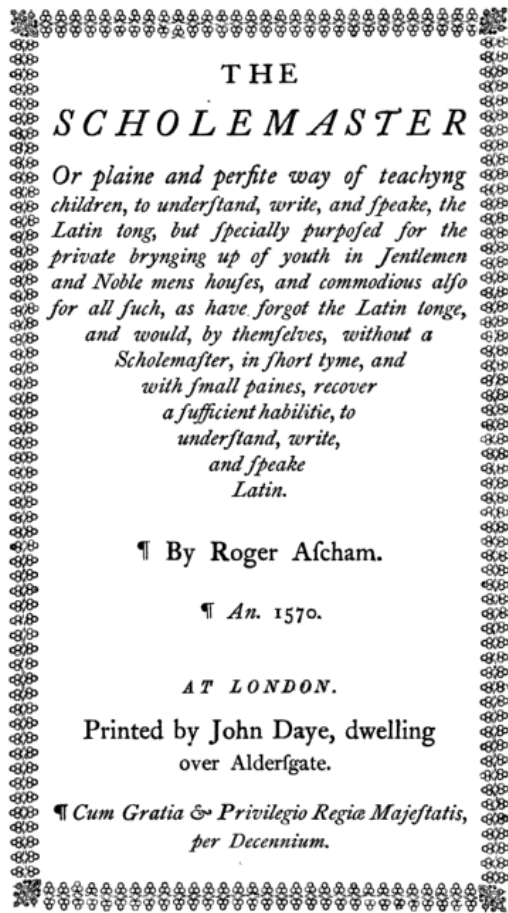 THE
SCHOLEMASTER
Or plaine and perfite way of teachyng
children, to underſtand, write, and ſpeake, the
Latin tong, but ſpecially purpoſed for the
private brynging up of youth in Jentlemen
and Noble mens houſes, and commodious alſo
for all ſuch, as have forgot the Latin tonge,
and would, by themſelves, without a
Scholemaſter, in ſhort tyme, and
with ſmall paines, recover
a ſufficient habilitie, to
underſtand, write,
and ſpeake
Latin.
¶ By Roger Aſcham.
¶ An. 1570.
AT LONDON.
Printed by John Daye, dwelling
over Alderſgate.
¶ Cum Gratia & Privilegio Regiæ Majeſtatis,
per Decennium.